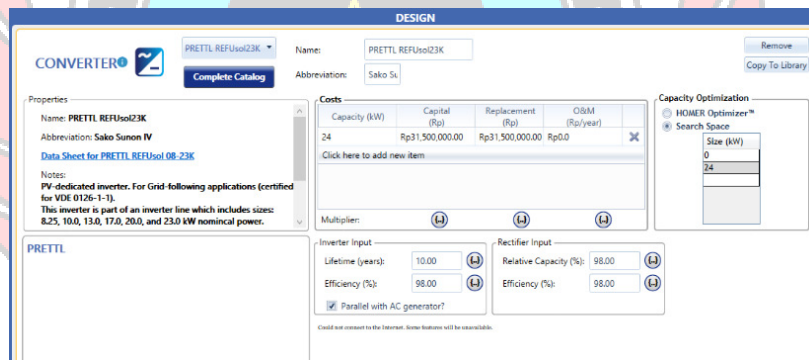 DESIGN
CONVERTER
PRETTL REFUsol23K
Complete Catalog
Name: PRETTL REFUsol23K
Abbreviation: Sako Su
Remove
Copy To Library
Properties
Name: PRETTL REFUsol23K
Abbreviation: Sako Sunon IV
Data Sheet for PRETTL REFUsol 08-23K
Notes:
PV-dedicated inverter. For Grid-following applications (certified
for VDE 0126-1-1).
This inverter is part of an inverter line which includes sizes:
8.25, 10.0, 13.0, 17.0, 20.0, and 23.0 kW nomincal power.
PRETTL
Costs
Capacity (kW) Capital (Rp) Replacement (Rp) O&M (Rp/year)
24 Rp31,500,000.00 Rp31,500,000.00 Rp0.0
Click here to add new item
Multiplier: (..) (..) (..)
Capacity Optimization
HOMER Optimizer™
Search Space
Size (kW)
0
24
Inverter Input
Lifetime (years): 10.00 (..)
Efficiency (%): 98.00 (..)
Parallel with AC generator?
Rectifier Input
Relative Capacity (%): 98.00 (..)
Efficiency (%): 98.00 (..)
Could not connect to the Internet. Some features will be unavailable.